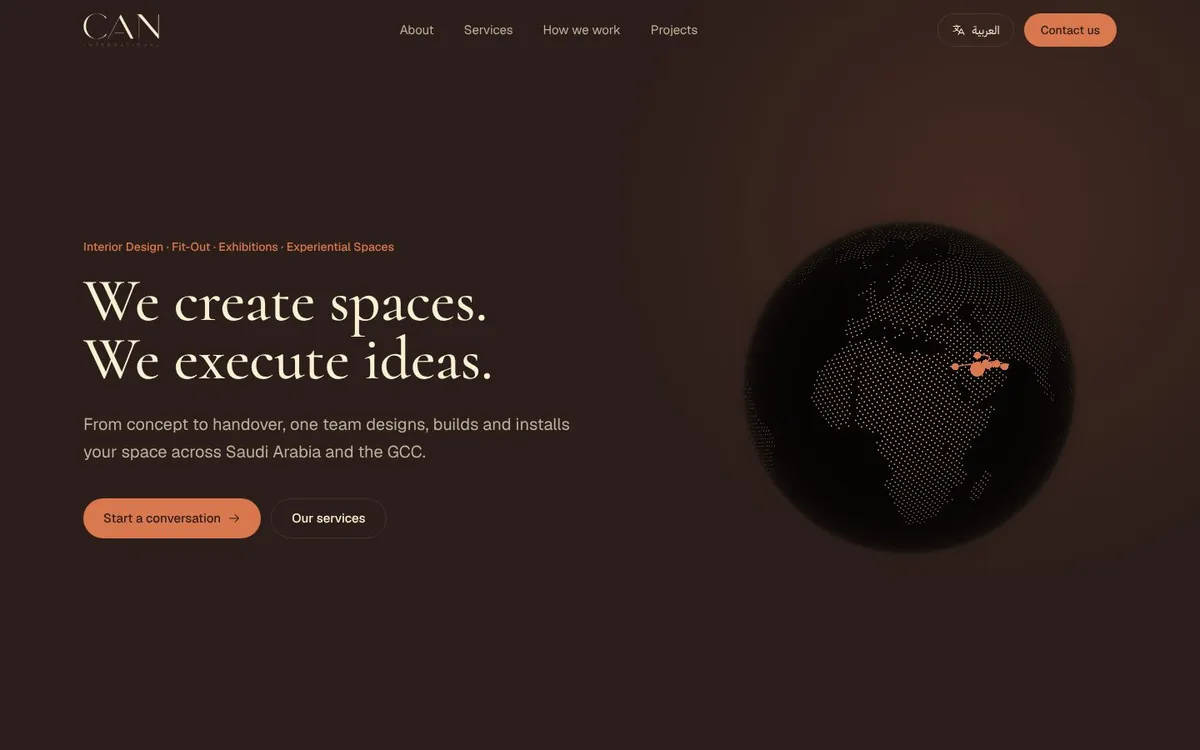 CAN
About
Services
How we work
Projects
العربية
Contact us
Interior Design · Fit-Out · Exhibitions · Experiential Spaces
We create spaces.
We execute ideas.
From concept to handover, one team designs, builds and installs
your space across Saudi Arabia and the GCC.
Start a conversation →
Our services